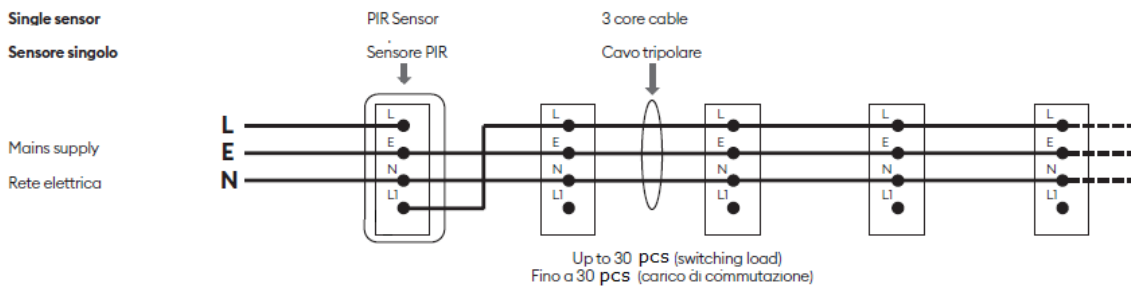 Single sensor PIR Sensor 3 core cable
Sensore singolo Sensore PIR Cavo tripolare
L L L L L L
Mains supply E E E E E E
Rete elettrica N N N N N N
L1 L1 L1 L1 L1
Up to 30 pcs (switching load)
Fino a 30 pcs (carico di commutazione)